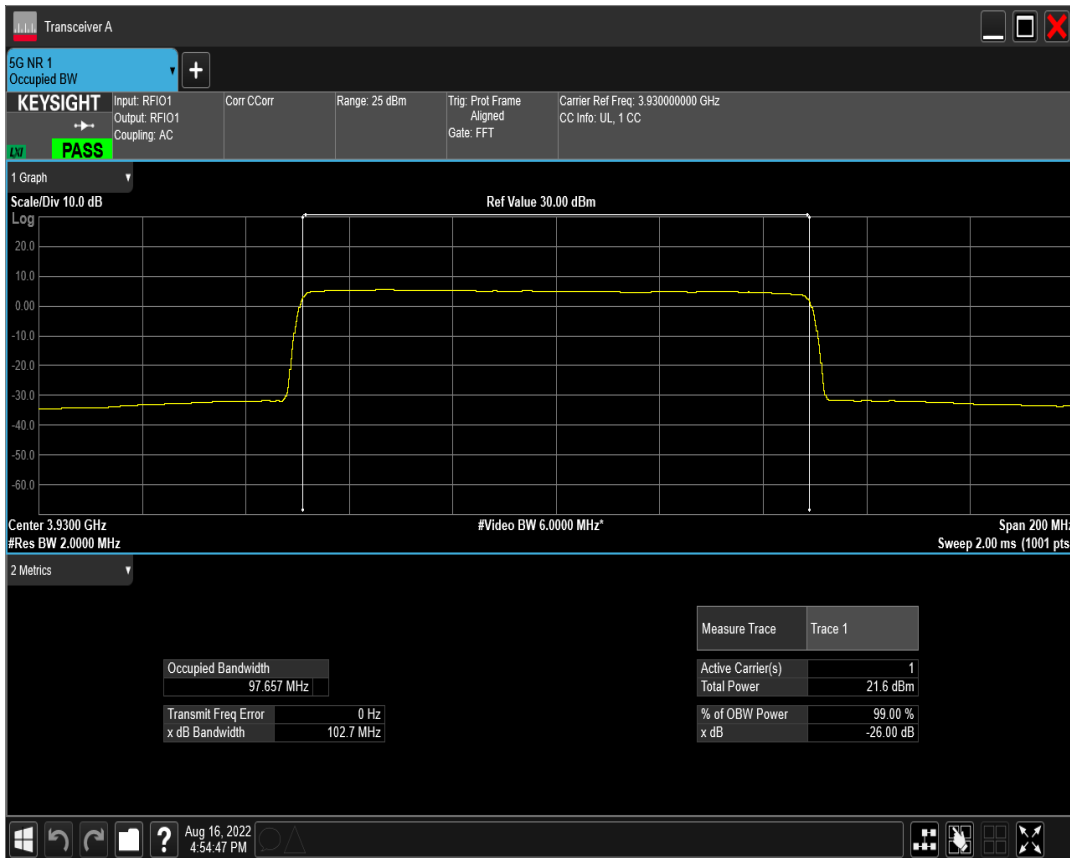 Transceiver A
5G NR 1
Occupied BW
+
KEYSIGHT
LXI
PASS
Input: RFIO1
Output: RFIO1
Coupling: AC
Corr CCorr
Range: 25 dBm
Trig: Prot Frame
Aligned
Gate: FFT
Carrier Ref Freq: 3.930000000 GHz
CC Info: UL, 1 CC
1 Graph
Scale/Div 10.0 dB
Ref Value 30.00 dBm
Log
20.0
10.0
0.00
-10.0
-20.0
-30.0
-40.0
-50.0
-60.0
Center 3.9300 GHz
#Video BW 6.0000 MHz*
Span 200 MHz
#Res BW 2.0000 MHz
Sweep 2.00 ms (1001 pts
2 Metrics
Measure Trace Trace 1
Occupied Bandwidth
97.657 MHz
Active Carrier(s) 1
Total Power 21.6 dBm
Transmit Freq Error 0 Hz
x dB Bandwidth 102.7 MHz
% of OBW Power 99.00 %
x dB -26.00 dB
?
Aug 16, 2022
4:54:47 PM